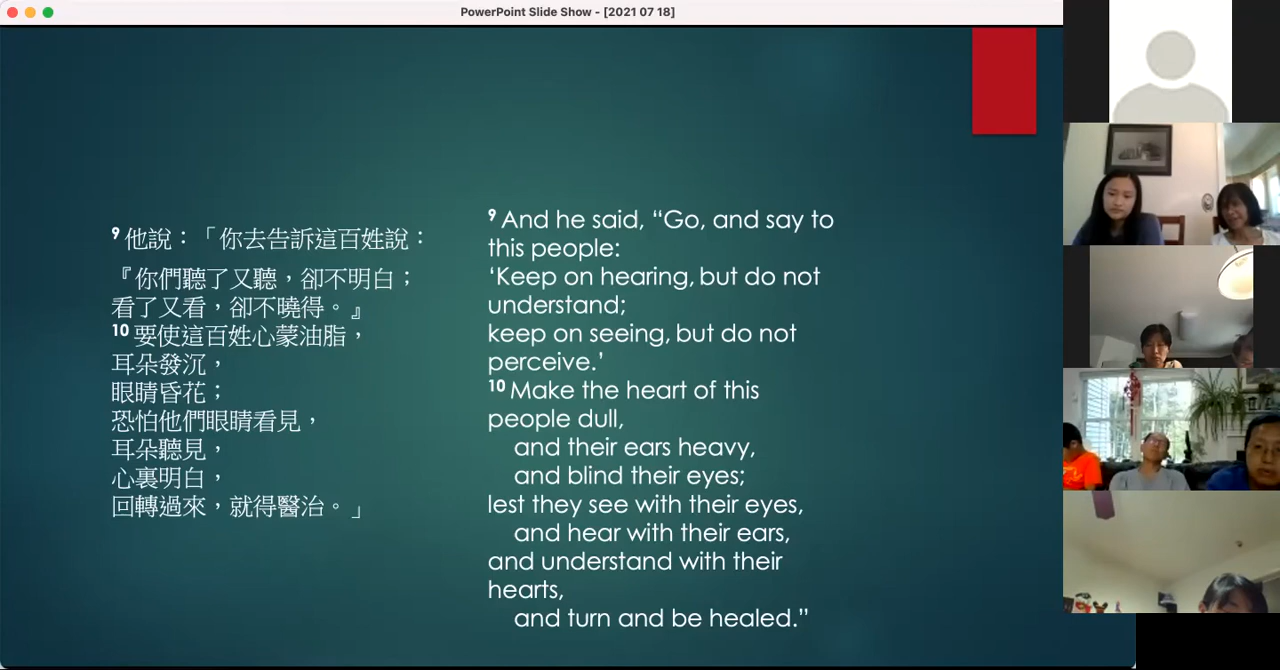 PowerPoint Slide Show - [2021 07 18]
9 他說：「你去告訴這百姓說：
『你們聽了又聽，卻不明白；
看了又看，卻不曉得。』
10 要使這百姓心蒙油脂，
耳朵發沉，
眼睛昏花；
恐怕他們眼睛看見，
耳朵聽見，
心裏明白，
回轉過來，就得醫治。」
9 And he said, “Go, and say to
this people:
‘Keep on hearing, but do not
understand;
keep on seeing, but do not
perceive.’
10 Make the heart of this
people dull,
and their ears heavy,
and blind their eyes;
lest they see with their eyes,
and hear with their ears,
and understand with their
hearts,
and turn and be healed.”